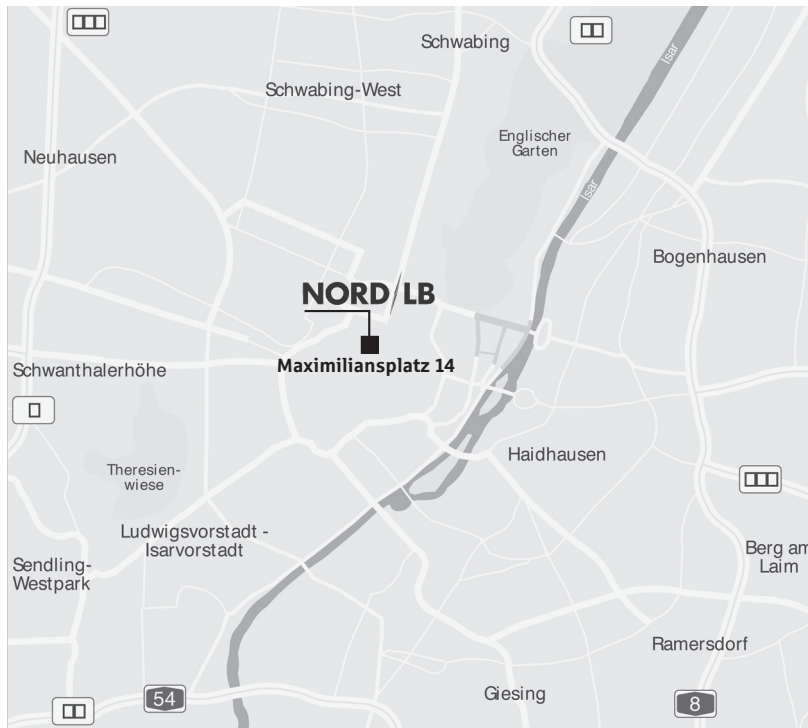 Schwabing
Isar
Schwabing-West
Englischer
Garten
Neuhausen
Isar
Bogenhausen
NORD/LB
Maximiliansplatz 14
Schwanthalerhöhe
Haidhausen
Theresien-
wiese
Ludwigsvorstadt -
Isarvorstadt
Berg am
Laim
Sendling-
Westpark
Ramersdorf
Giesing
54
8